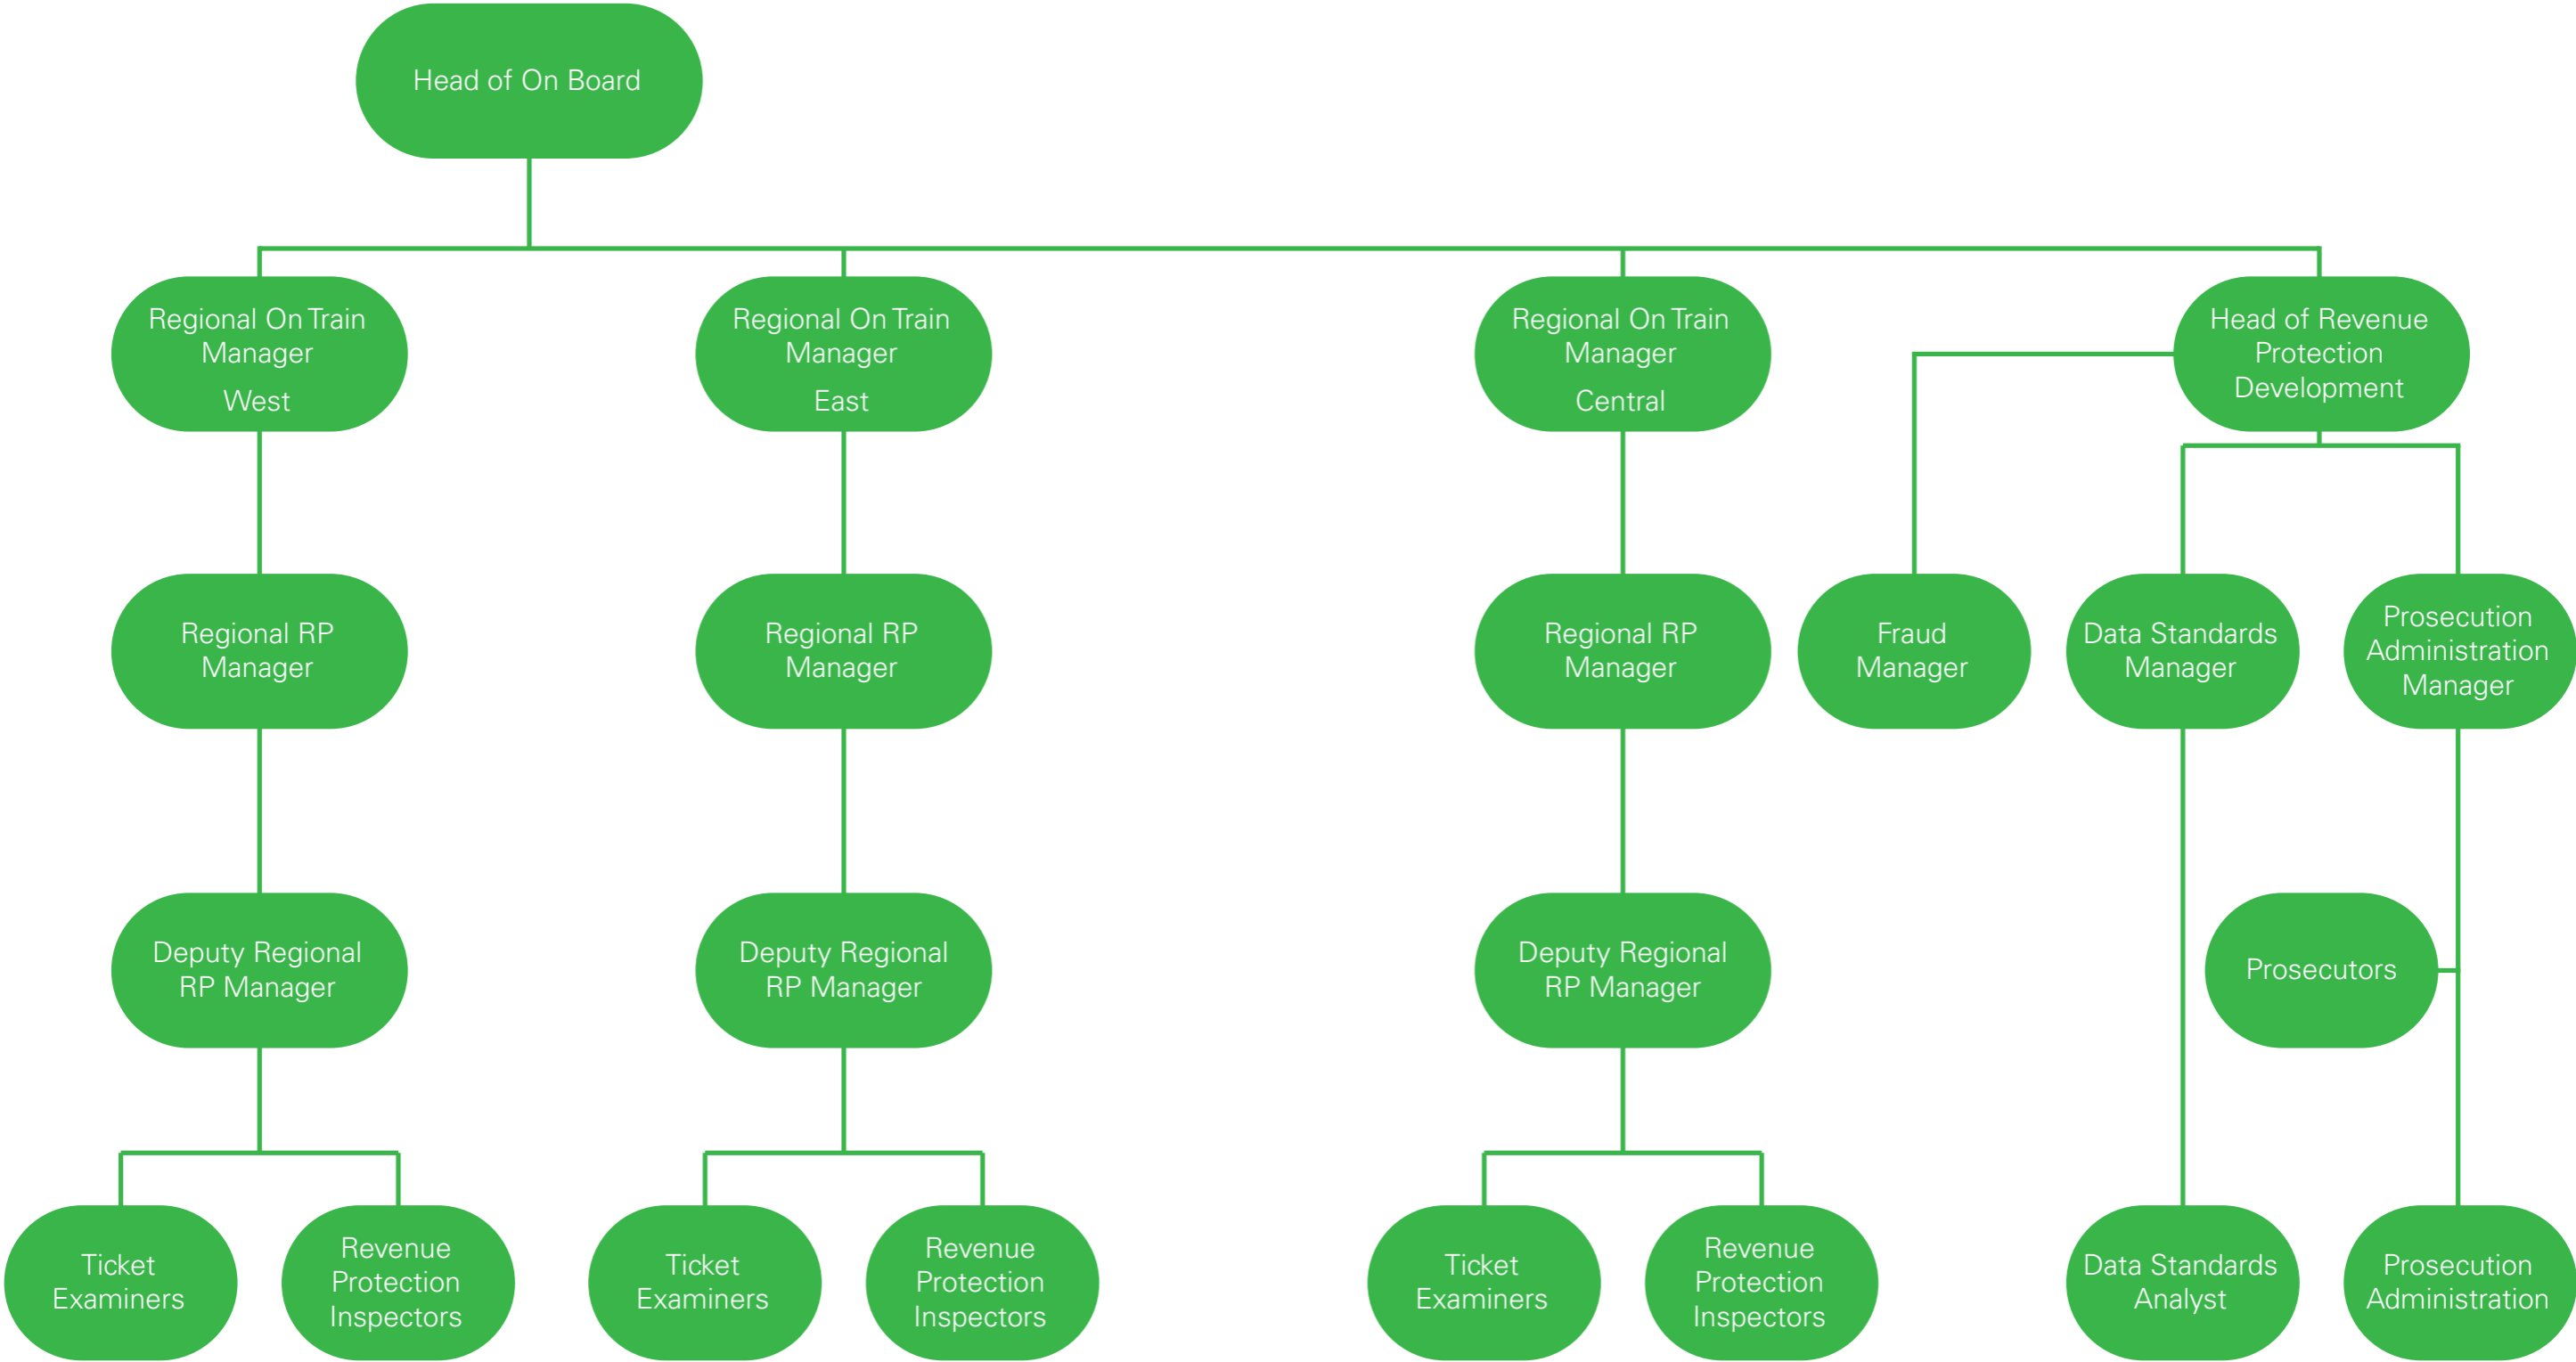 Head of On Board
Regional On Train
Manager
West
Regional On Train
Manager
East
Regional On Train
Manager
Central
Head of Revenue
Protection
Development
Regional RP
Manager
Regional RP
Manager
Regional RP
Manager
Fraud
Manager
Data Standards
Manager
Prosecution
Administration
Manager
Deputy Regional
RP Manager
Deputy Regional
RP Manager
Deputy Regional
RP Manager
Prosecutors
Ticket
Examiners
Revenue
Protection
Inspectors
Ticket
Examiners
Revenue
Protection
Inspectors
Ticket
Examiners
Revenue
Protection
Inspectors
Data Standards
Analyst
Prosecution
Administration